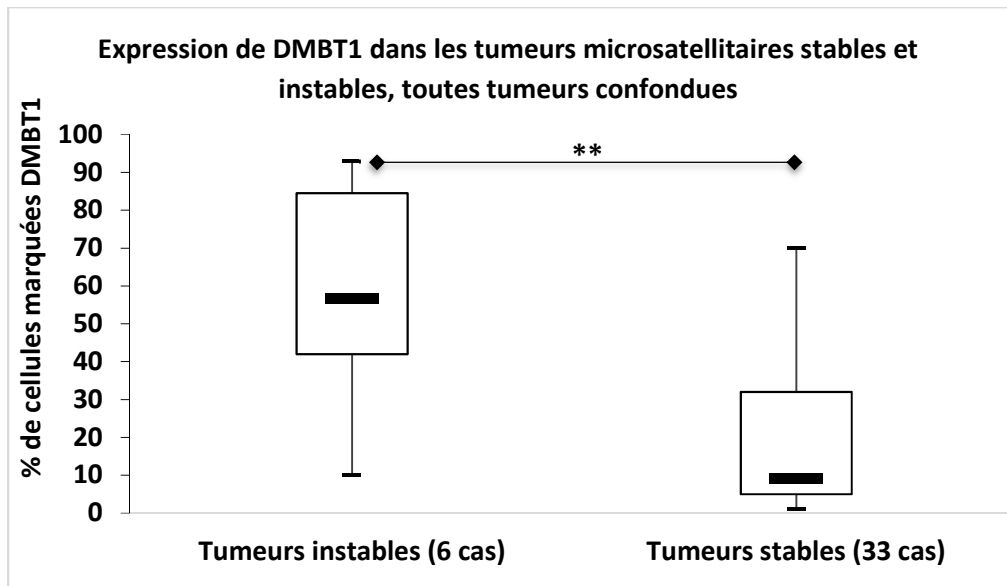 Expression de DMBT1 dans les tumeurs microsatellitaires stables et
instables, toutes tumeurs confondues
% de cellules marquées DMBT1
100
90
80
70
60
50
40
30
20
10
0
**
Tumeurs instables (6 cas)
Tumeurs stables (33 cas)